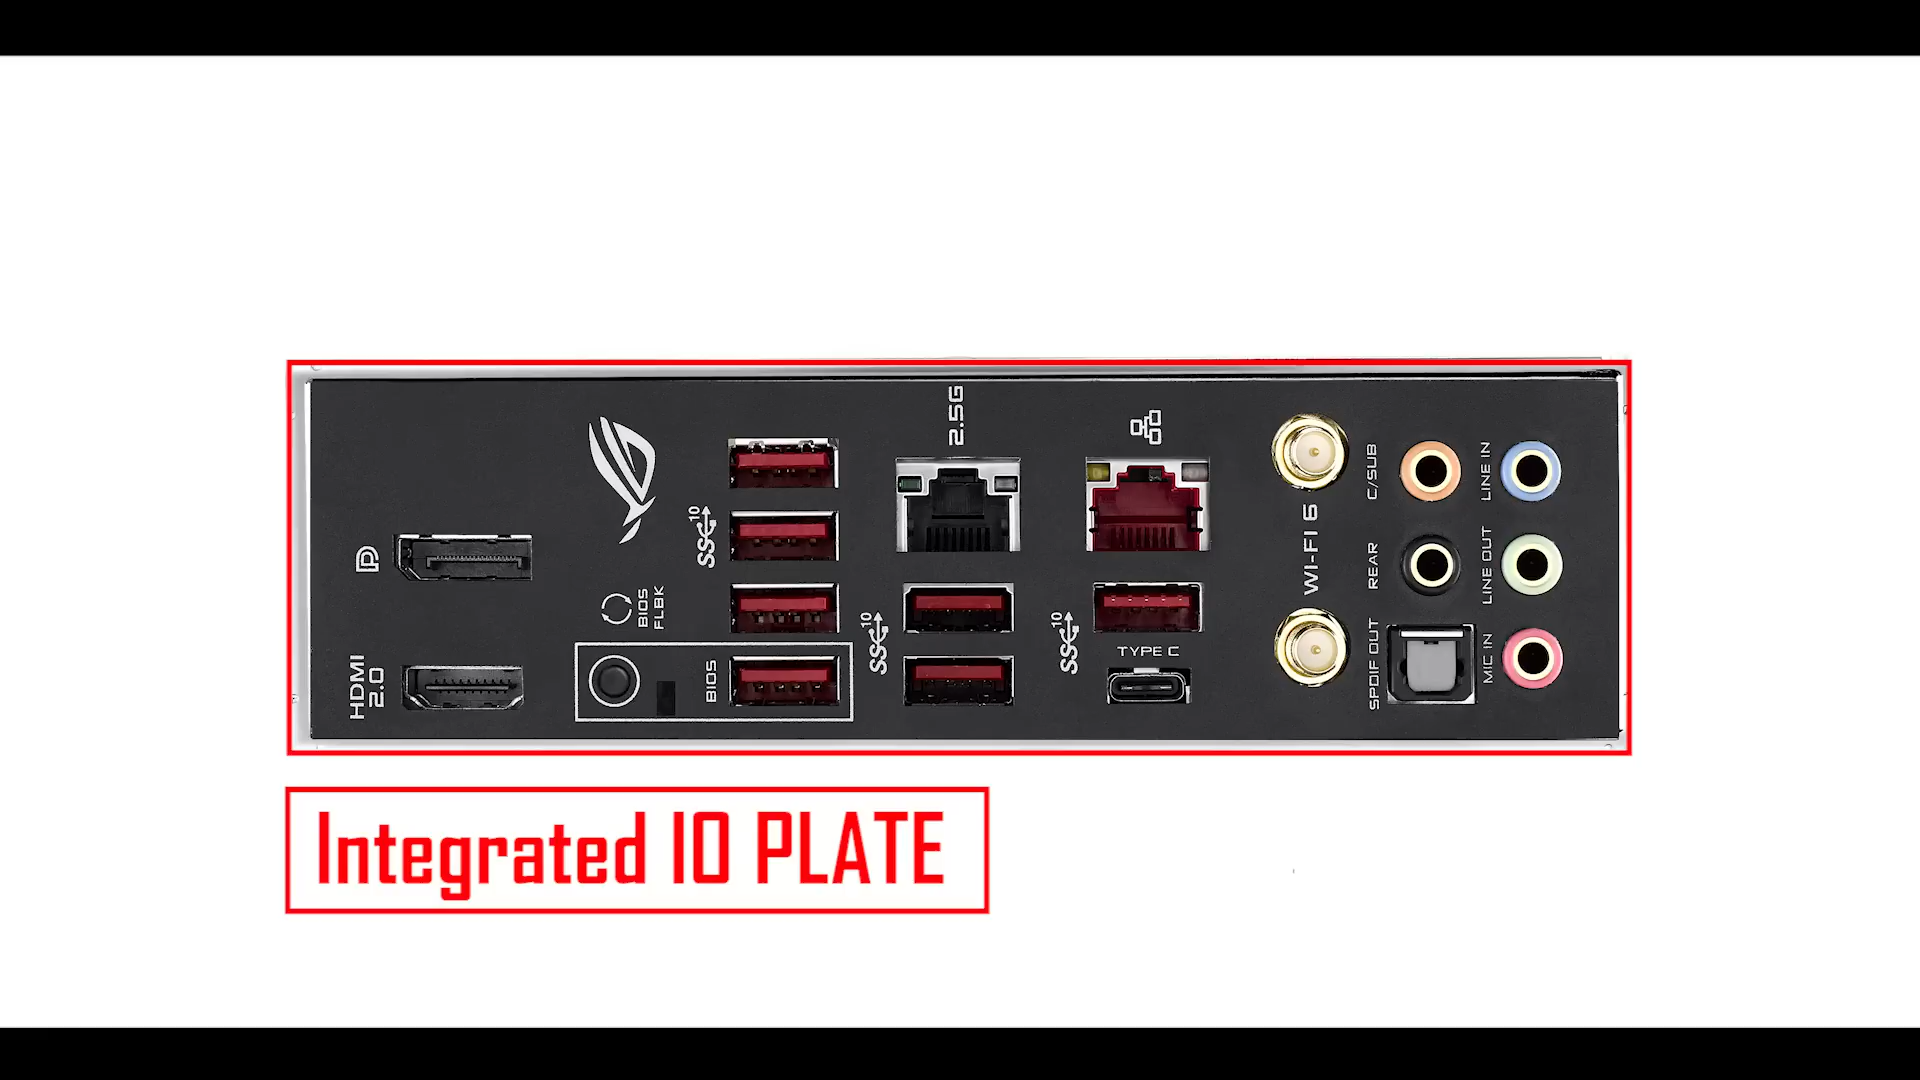 HDMI
2.0
BIOS
FLBK
BIOS
SS 10
2.5G
SS 10
SS 10
TYPE C
WI-FI 6
C/SUB
REAR
SPDIF OUT
LINE IN
LINE OUT
MIC IN
Integrated IO PLATE